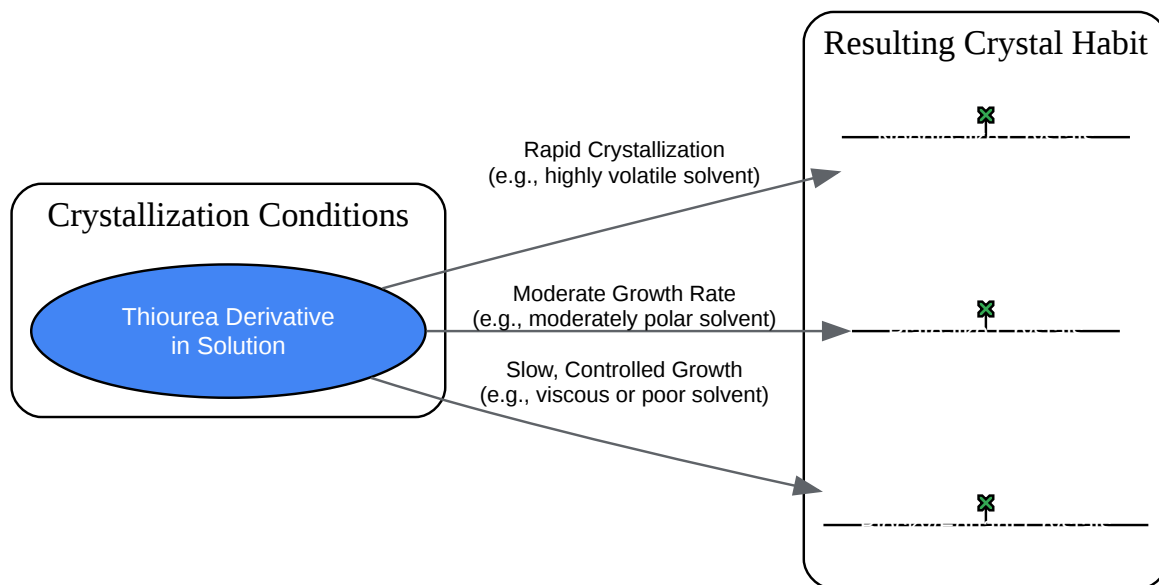 Resulting Crystal Habit
Rapid Crystallization
(e.g., highly volatile solvent)
Crystallization Conditions
Thiourea Derivative
in Solution
Moderate Growth Rate
(e.g., moderately polar solvent)
Slow, Controlled Growth
(e.g., viscous or poor solvent)